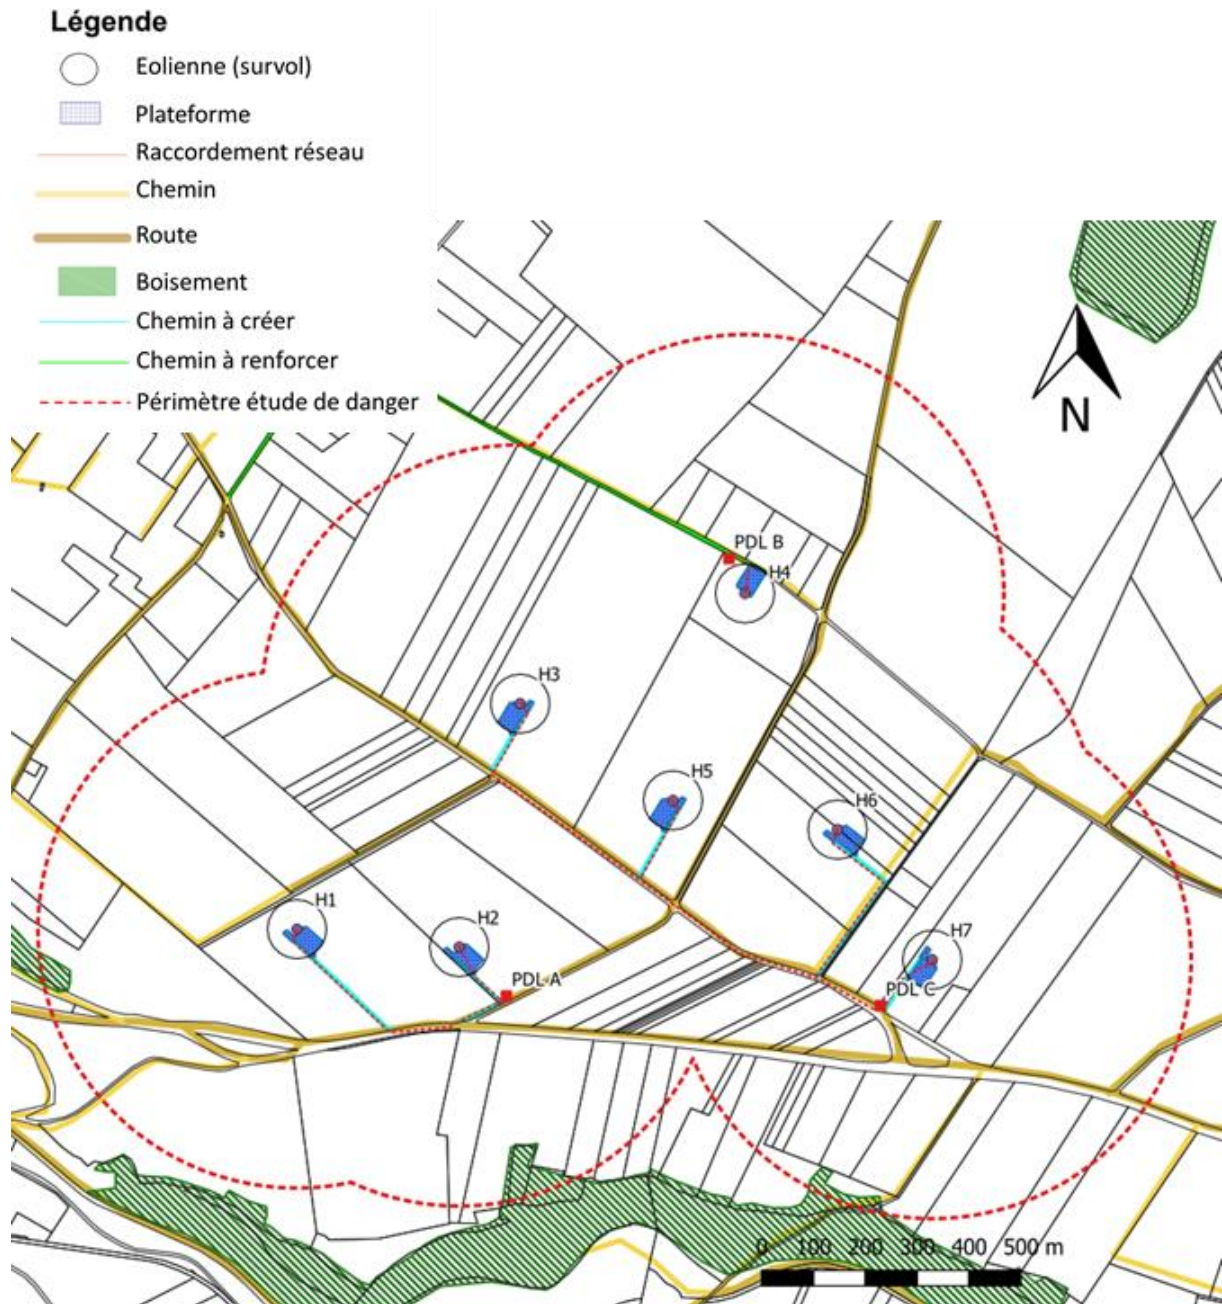 Légende
Eolienne (survol)
Plateforme
Raccordement réseau
Chemin
Route
Boisement
Chemin à créer
Chemin à renforcer
Périmètre étude de danger
N
PDL B
H4
H3
H5
H6
H1
H2
H7
PDL A
PDL C
0 100 200 300 400 500 m